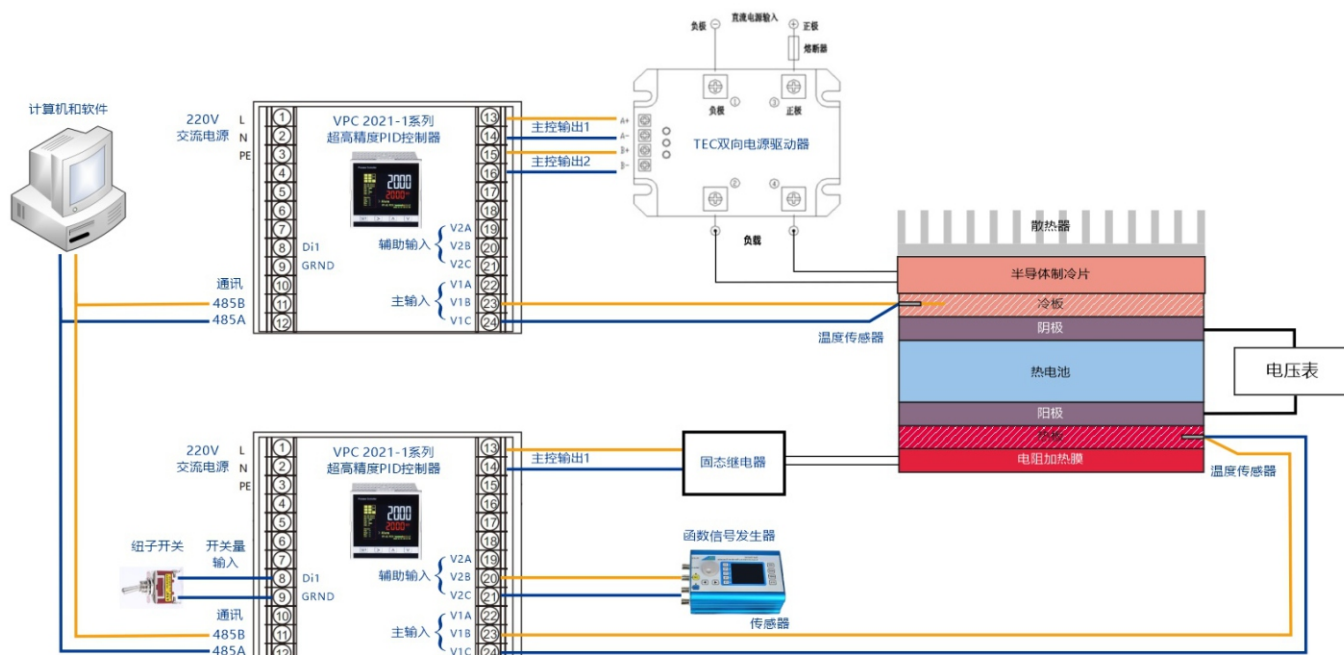 直流电源输入
负极
正极
熔断器
计算机和软件
220V
交流电源
L
N
PE
1
2
3
4
5
6
7
8
9
10
11
12
VPC 2021-1系列
超高精度PID控制器
2000
2000
Di1
GRND
辅助输入
V2A
V2B
V2C
主输入
V1A
V1B
V1C
13
14
15
16
17
18
19
20
21
22
23
24
主控输出1
主控输出2
A+
A-
B+
B-
负极
①
③
正极
TEC双向电源驱动器
②
④
负载
通讯
485B
485A
散热器
半导体制冷片
冷板
温度传感器
阴极
热电池
阳极
热板
电阻加热膜
电压表
温度传感器
220V
交流电源
L
N
PE
1
2
3
4
5
6
7
8
9
10
11
12
VPC 2021-1系列
超高精度PID控制器
2000
2000
Di1
GRND
辅助输入
V2A
V2B
V2C
主输入
V1A
V1B
V1C
13
14
15
16
17
18
19
20
21
22
23
24
主控输出1
固态继电器
函数信号发生器
传感器
纽子开关
开关量
输入
通讯
485B
485A